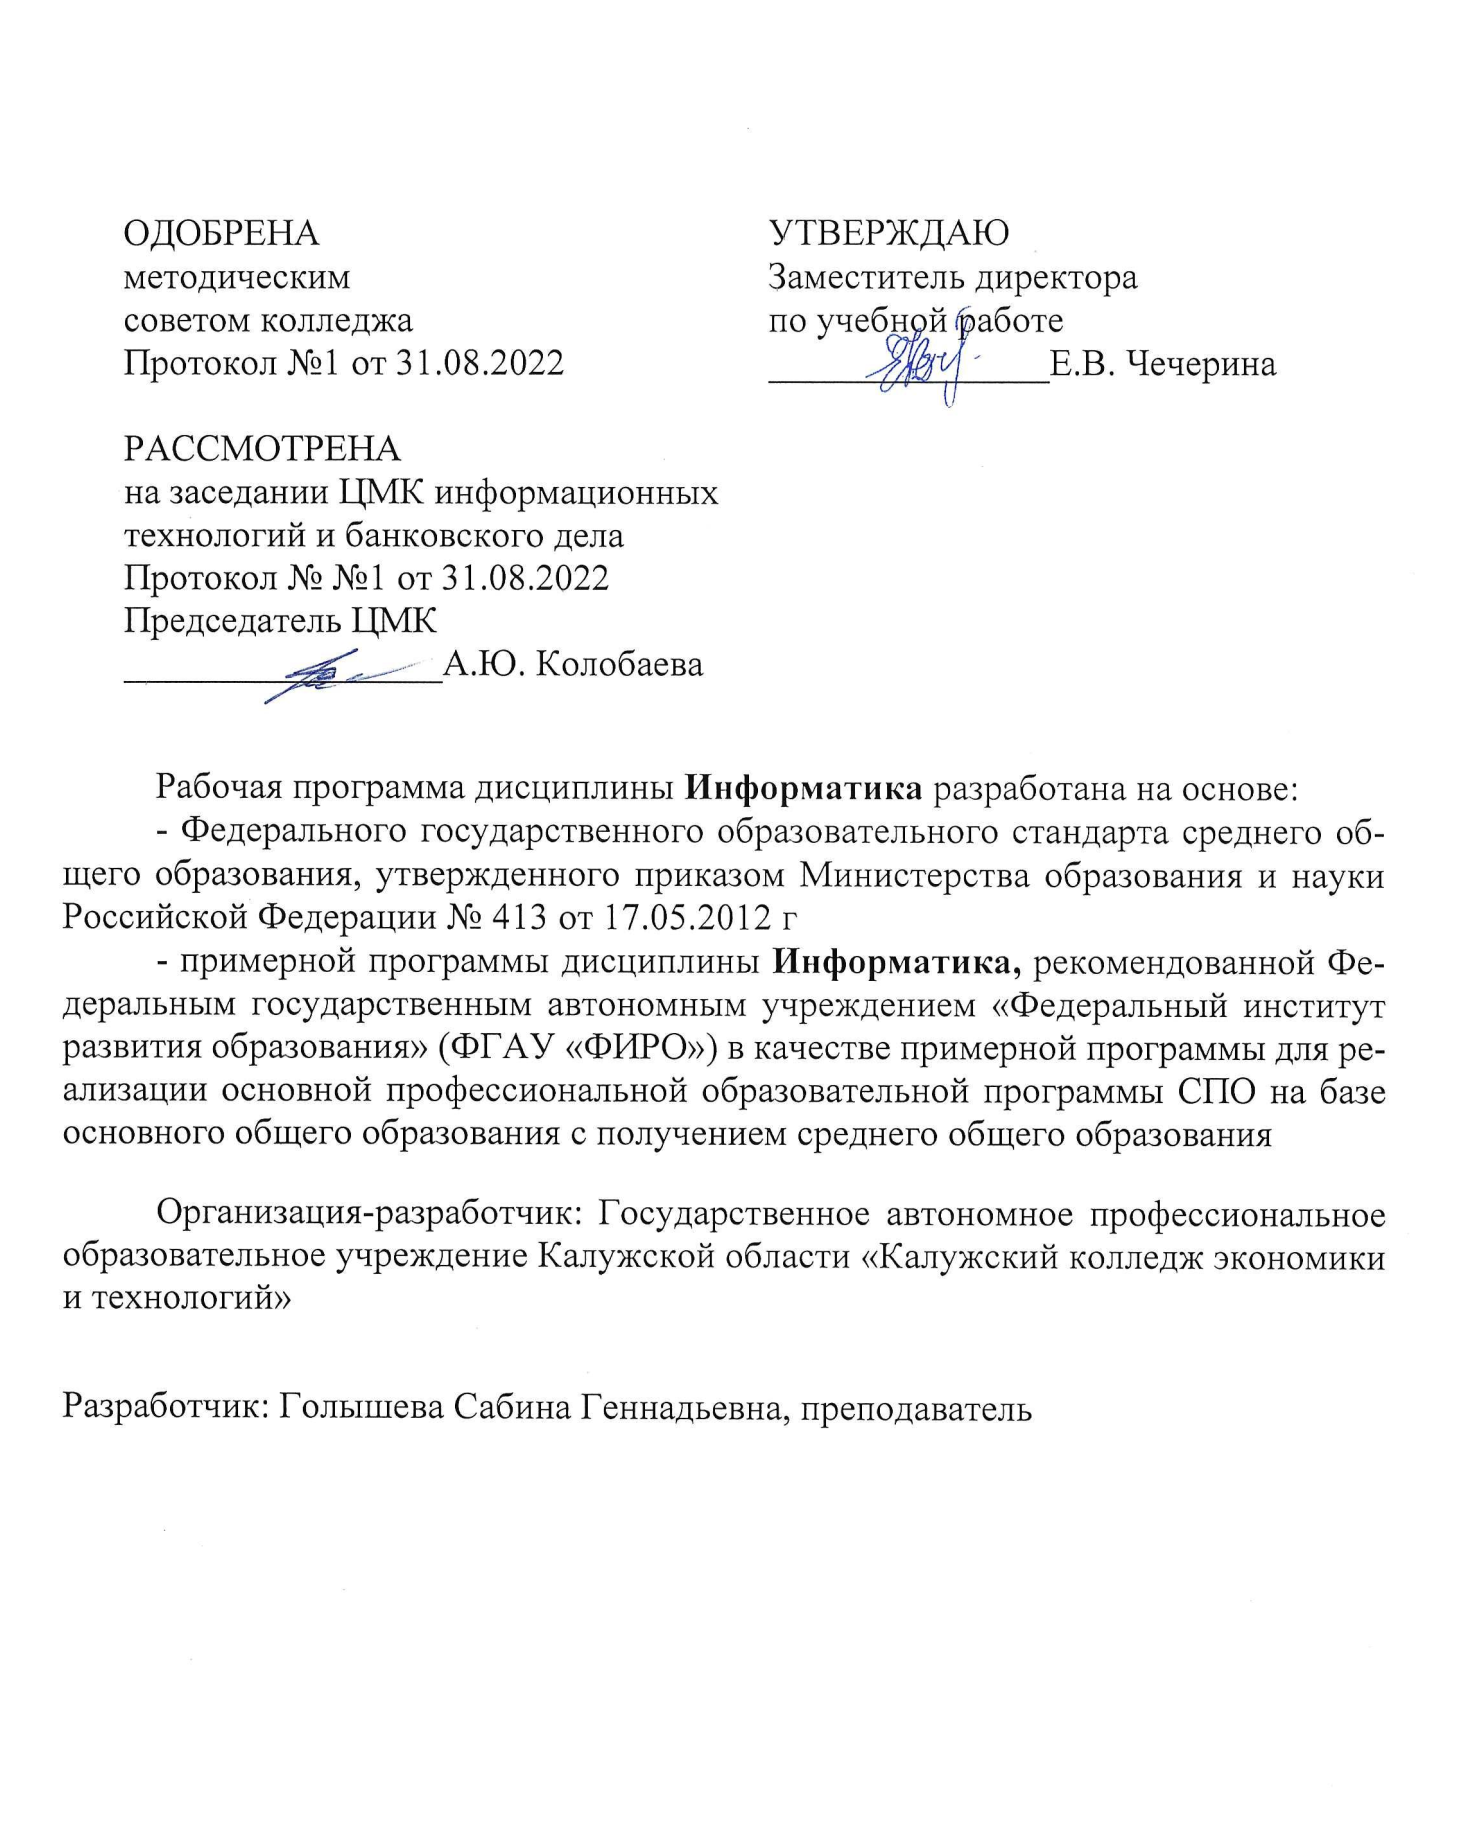 ОДОБРЕНА
методическим
советом колледжа
Протокол №1 от 31.08.2022
УТВЕРЖДАЮ
Заместитель директора
по учебной работе
Е.В. Чечерина
РАССМОТРЕНА
на заседании ЦМК информационных
технологий и банковского дела
Протокол № №1 от 31.08.2022
Председатель ЦМК
А.Ю. Колобаева
Рабочая программа дисциплины Информатика разработана на основе:
- Федерального государственного образовательного стандарта среднего об-
щего образования, утвержденного приказом Министерства образования и науки
Российской Федерации № 413 от 17.05.2012 г
- примерной программы дисциплины Информатика, рекомендованной Фе-
деральным государственным автономным учреждением «Федеральный институт
развития образования» (ФГАУ «ФИРО») в качестве примерной программы для ре-
ализации основной профессиональной образовательной программы СПО на базе
основного общего образования с получением среднего общего образования
Организация-разработчик: Государственное автономное профессиональное
образовательное учреждение Калужской области «Калужский колледж экономики
и технологий»
Разработчик: Голышева Сабина Геннадьевна, преподаватель